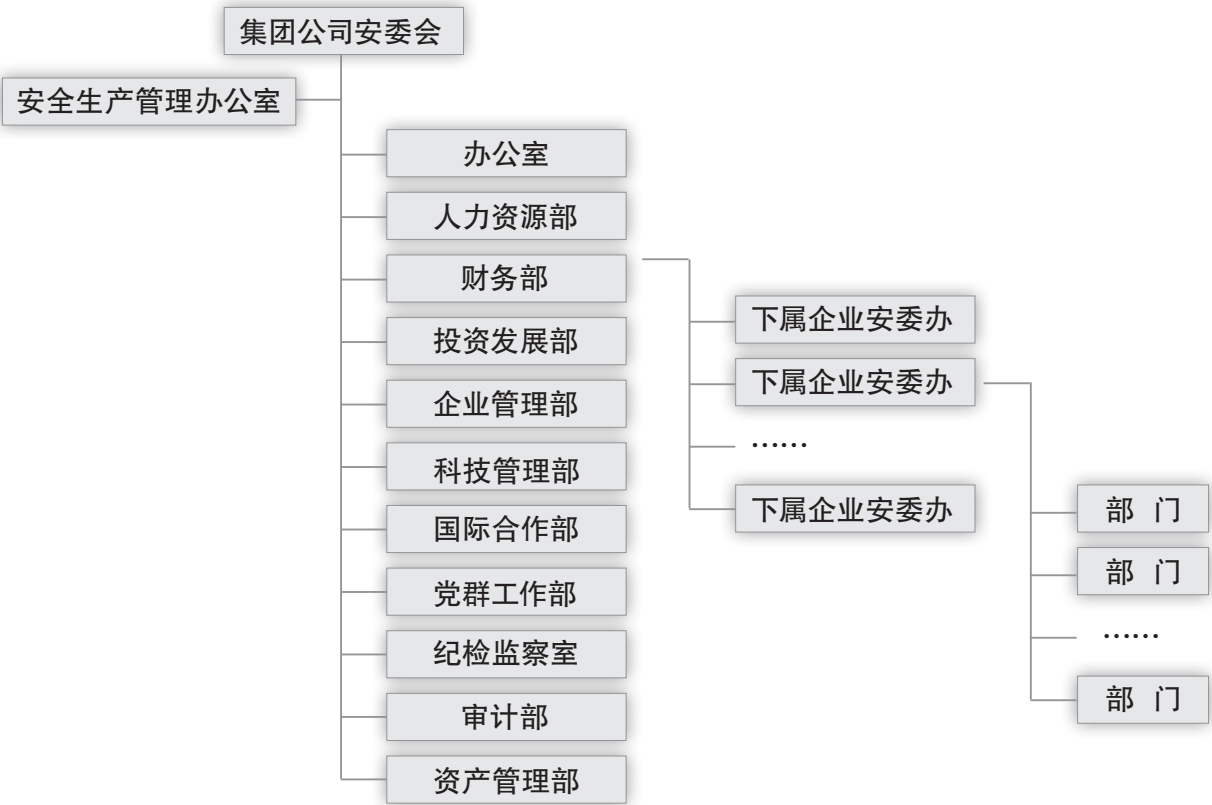 集团公司安委会
安全生产管理办公室
办公室
人力资源部
财务部
投资发展部
企业管理部
科技管理部
国际合作部
党群工作部
纪检监察室
审计部
资产管理部
下属企业安委办
下属企业安委办
……
下属企业安委办
部 门
部 门
……
部 门